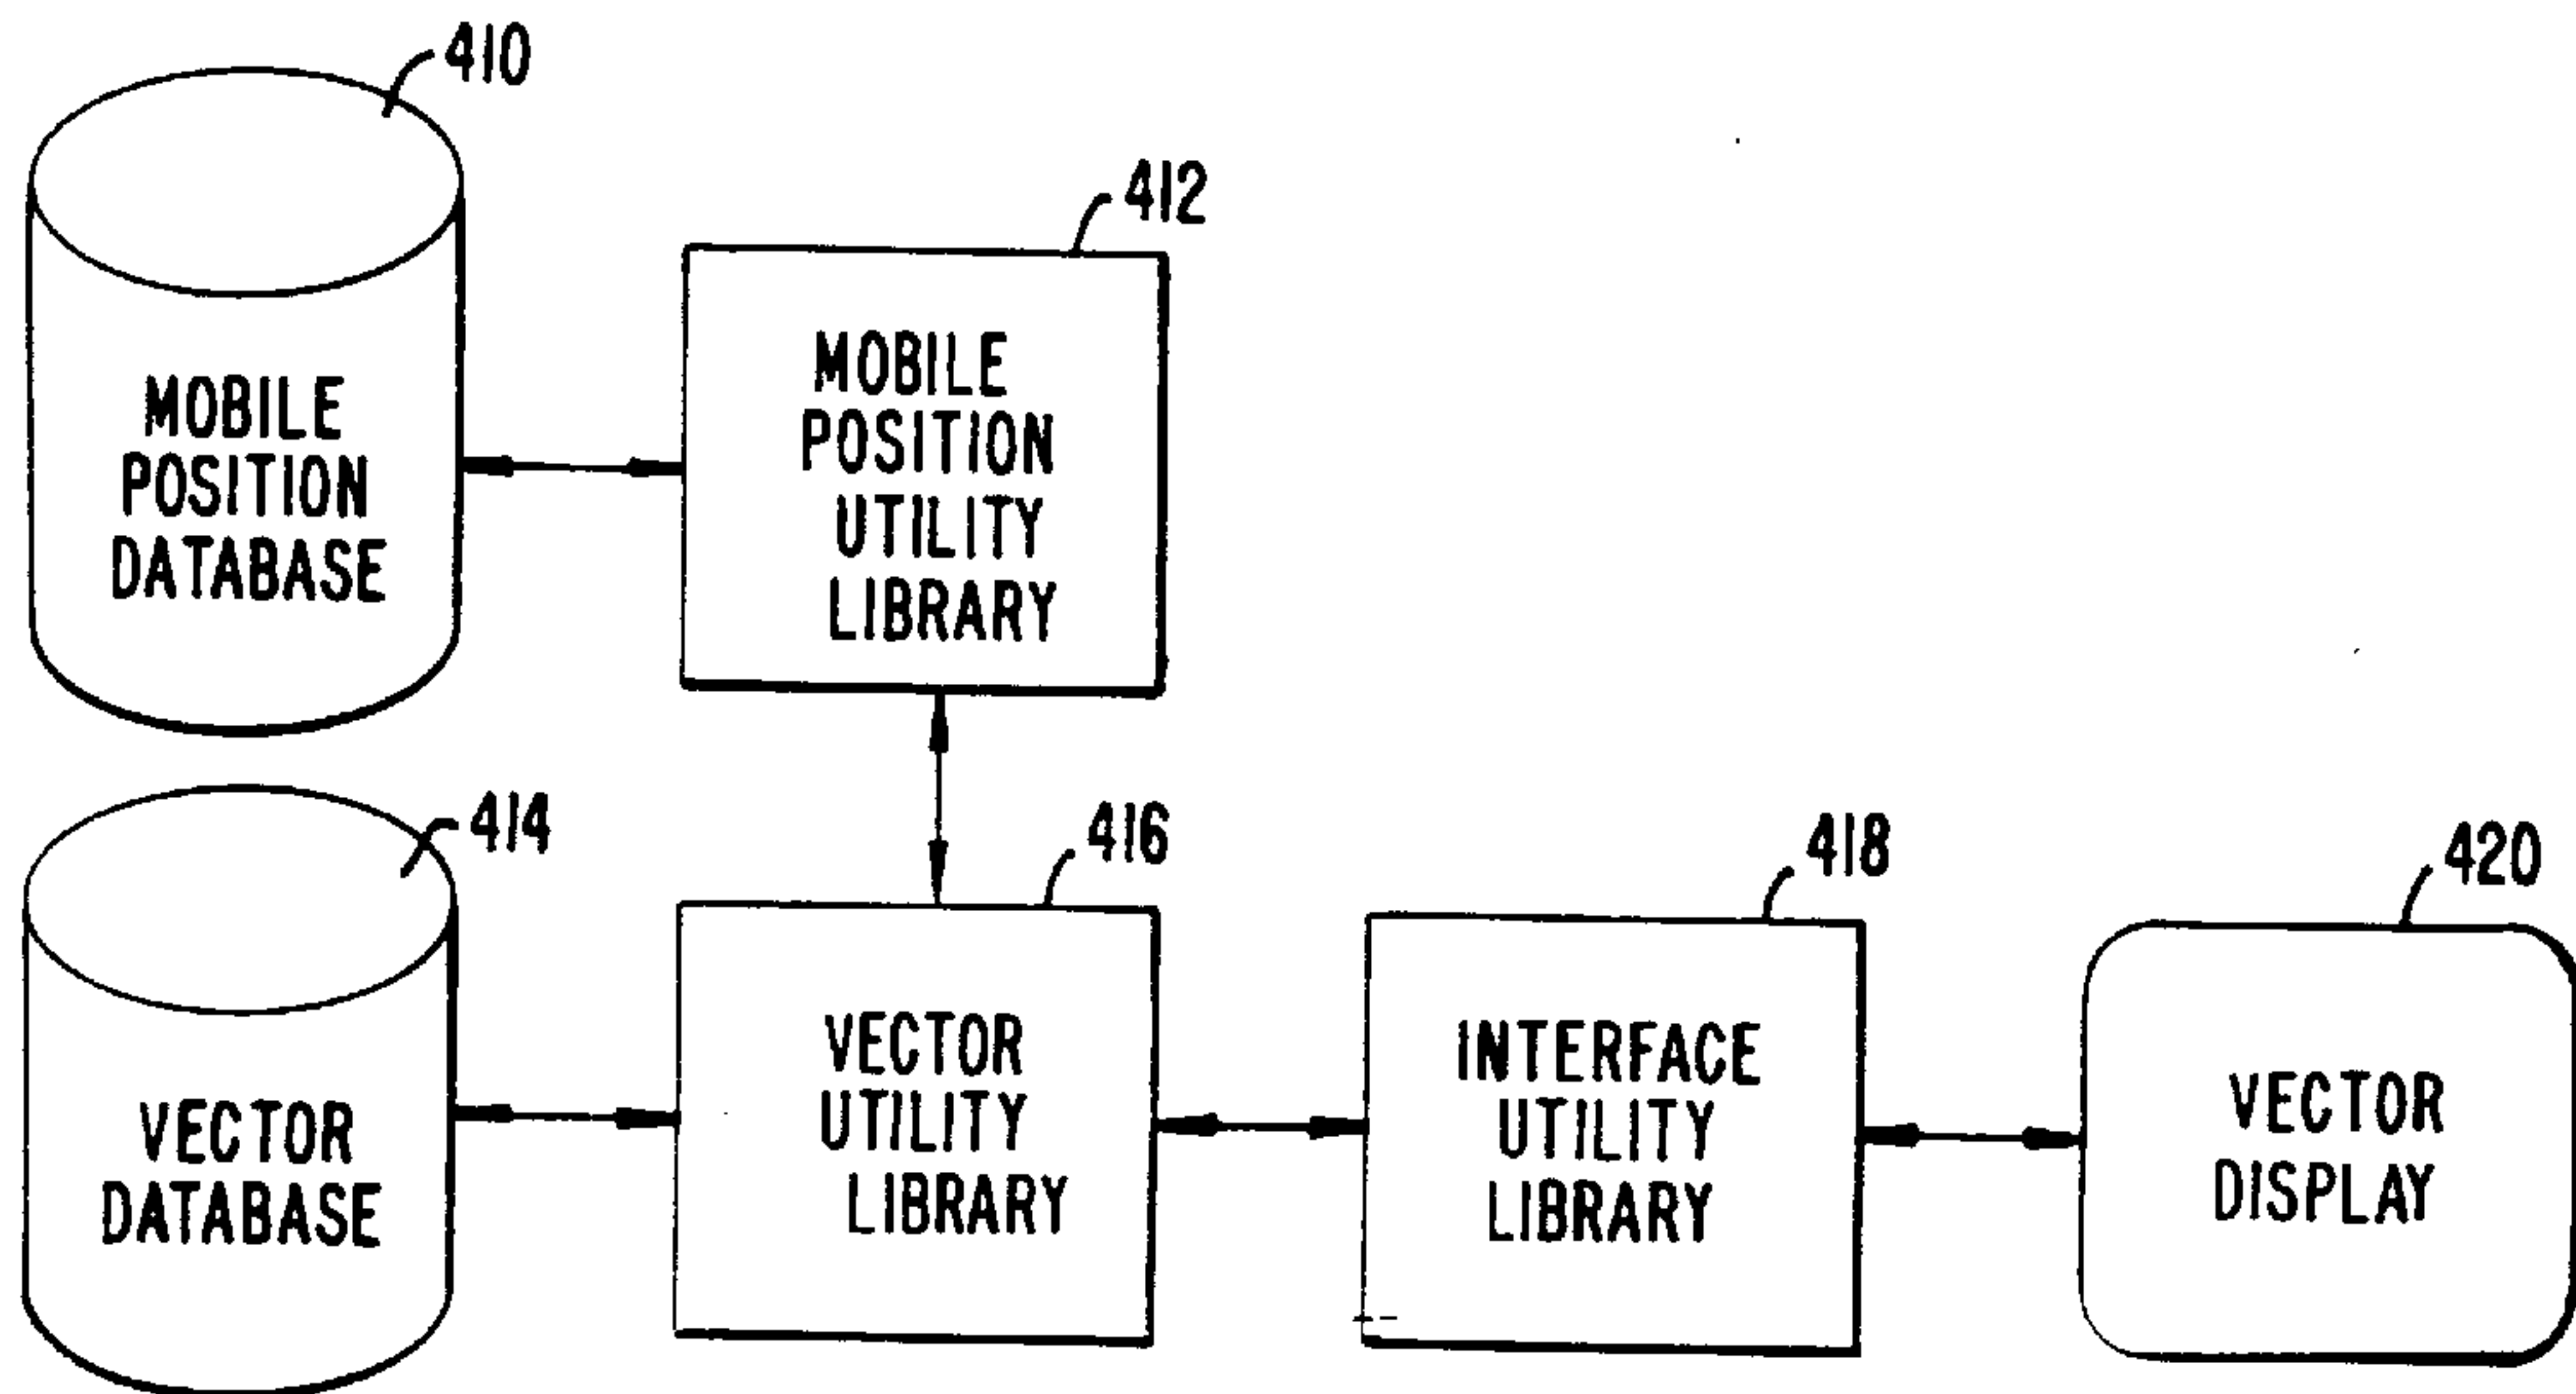 410
MOBILE
POSITION
DATABASE
412
MOBILE
POSITION
UTILITY
LIBRARY
414
VECTOR
DATABASE
416
VECTOR
UTILITY
LIBRARY
418
INTERFACE
UTILITY
LIBRARY
420
VECTOR
DISPLAY